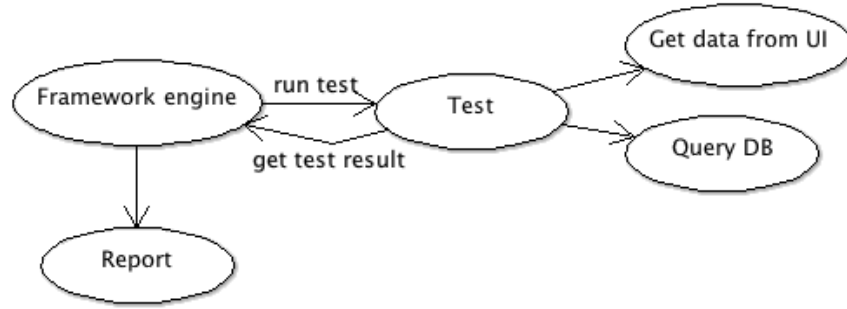 Get data from UI
run test
Framework engine
Test
Query DB
get test result
Report